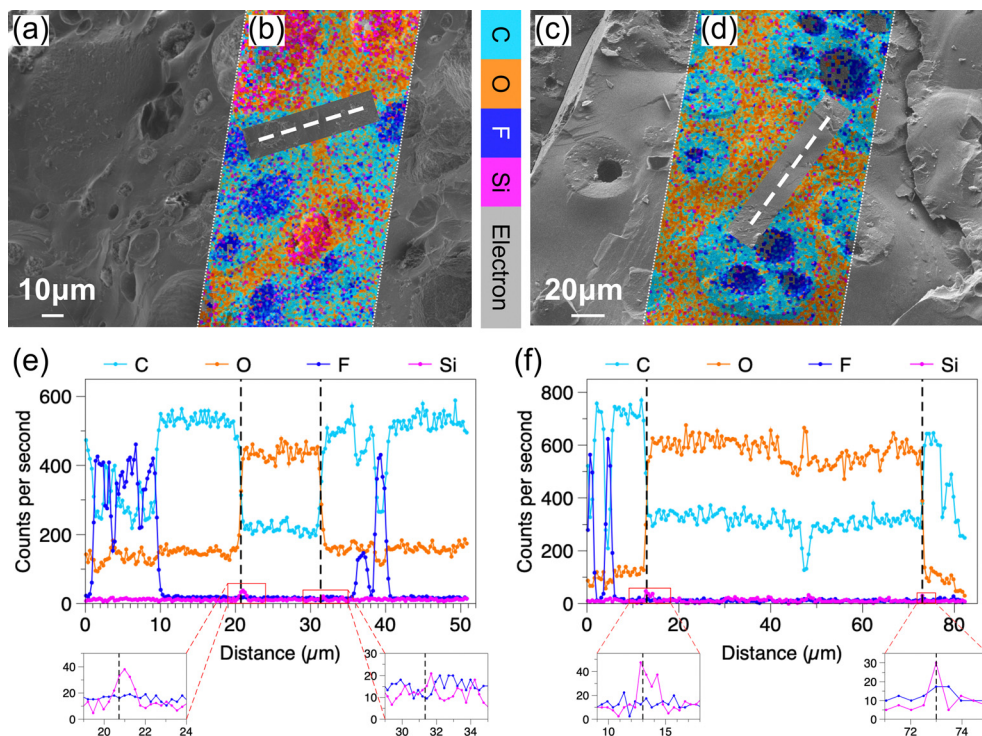 (a)
(b)
C
O
F
Si
Electron
(c)
(d)
10μm
20μm
(e)
C O F Si
600
400
200
0
Counts per second
0 10 20 30 40 50
Distance (μm)
40
20
0
20 22 24
30
20
10
0
30 32 34
(f)
C O F Si
800
600
400
200
0
Counts per second
0 20 40 60 80
Distance (μm)
40
20
0
10 15
30
20
10
0
72 74